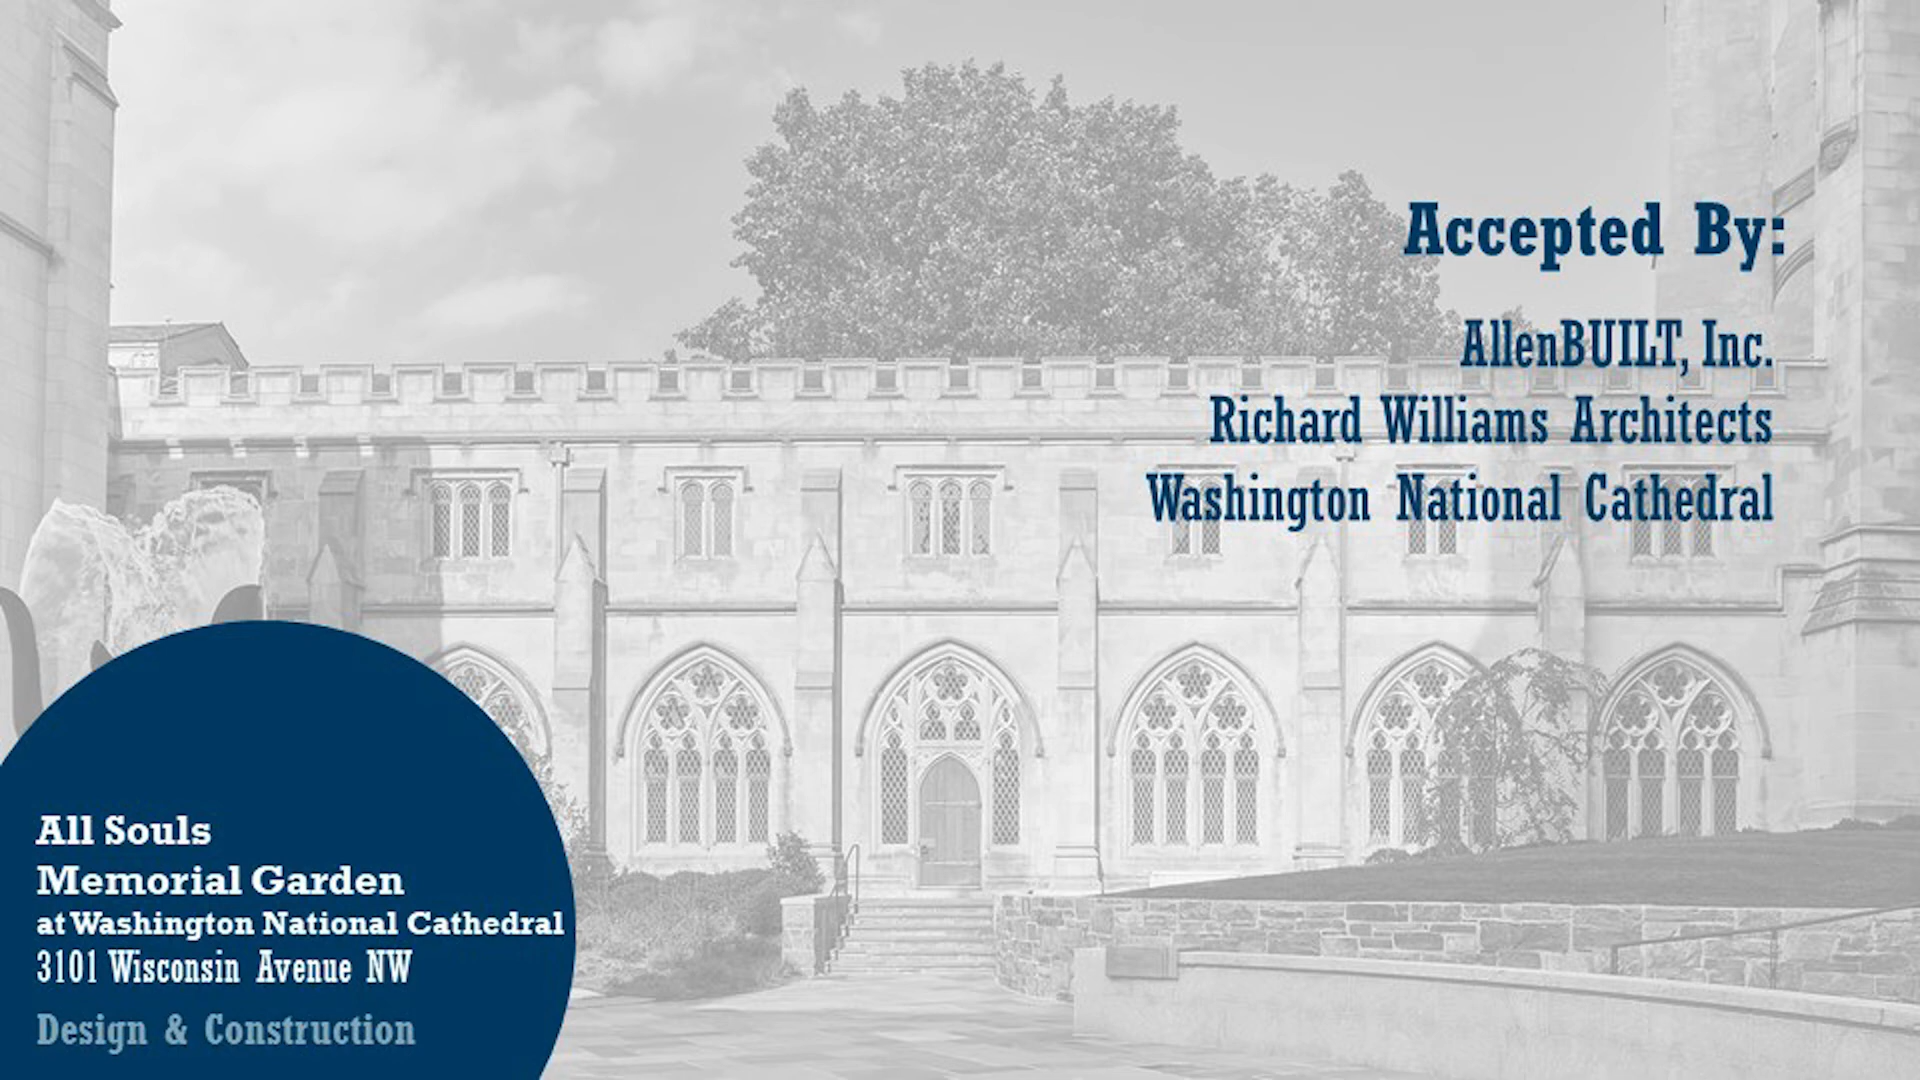 Accepted By:
AllenBUILT, Inc.
Richard Williams Architects
Washington National Cathedral
All Souls
Memorial Garden
at Washington National Cathedral
3101 Wisconsin Avenue NW
Design & Construction